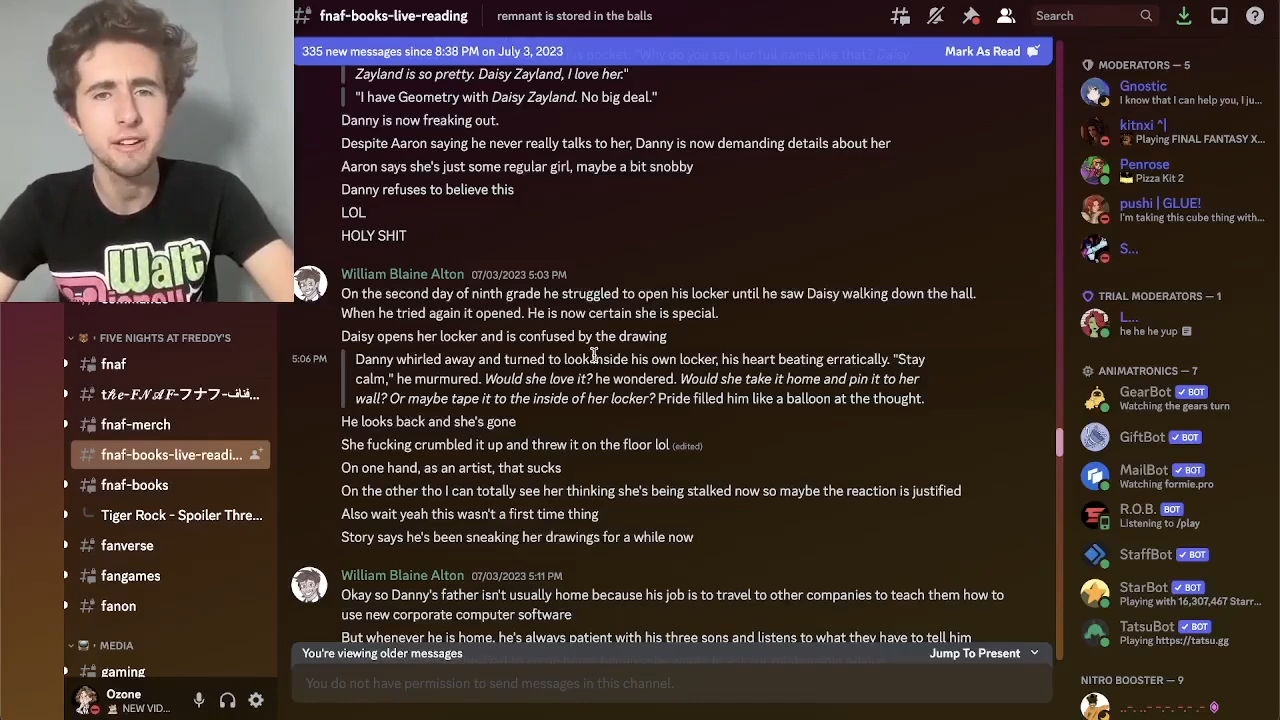 fnaf-books-live-reading
remnant is stored in the balls
Search
335 new messages since 8:38 PM on July 3, 2023
Mark As Read
Zayland is so pretty. Daisy Zayland, I love her."
"I have Geometry with Daisy Zayland. No big deal."
Danny is now freaking out.
Despite Aaron saying he never really talks to her, Danny is now demanding details about her
Aaron says she's just some regular girl, maybe a bit snobby
Danny refuses to believe this
LOL
HOLY SHIT
William Blaine Alton 07/03/2023 5:03 PM
On the second day of ninth grade he struggled to open his locker until he saw Daisy walking down the hall.
When he tried again it opened. He is now certain she is special.
Daisy opens her locker and is confused by the drawing
5:06 PM
Danny whirled away and turned to look inside his own locker, his heart beating erratically. "Stay
calm," he murmured. Would she love it? he wondered. Would she take it home and pin it to her
wall? Or maybe tape it to the inside of her locker? Pride filled him like a balloon at the thought.
He looks back and she's gone
She fucking crumbled it up and threw it on the floor lol (edited)
On one hand, as an artist, that sucks
On the other tho I can totally see her thinking she's being stalked now so maybe the reaction is justified
Also wait yeah this wasn't a first time thing
Story says he's been sneaking her drawings for a while now
William Blaine Alton 07/03/2023 5:11 PM
Okay so Danny's father isn't usually home because his job is to travel to other companies to teach them how to
use new corporate computer software
But whenever he is home, he's always patient with his three sons and listens to what they have to tell him
You're viewing older messages
Jump To Present
You do not have permission to send messages in this channel.
Walt
FIVE NIGHTS AT FREDDY'S
fnaf
fnaf-merch
fnaf-books-live-readi...
fnaf-books
Tiger Rock - Spoiler Thre...
fanverse
fangames
fanon
MEDIA
gaming
Ozone
NEW VID...
MODERATORS — 5
Gnostic
I know that I can help you, I ju...
kitnxi ^|
Playing FINAL FANTASY X...
Penrose
Pizza Kit 2
pushi | GLUE!
I'm taking this cube thing with...
S...
TRIAL MODERATORS — 1
L...
he he he yup
ANIMATRONICS — 7
GearBot BOT
Watching the gears turn
GiftBot BOT
MailBot BOT
Watching formie.pro
R.O.B. BOT
Listening to /play
StaffBot BOT
StarBot BOT
Playing with 16,307,467 Starr...
TatsuBot BOT
Playing https://tatsu.gg
NITRO BOOSTER — 9